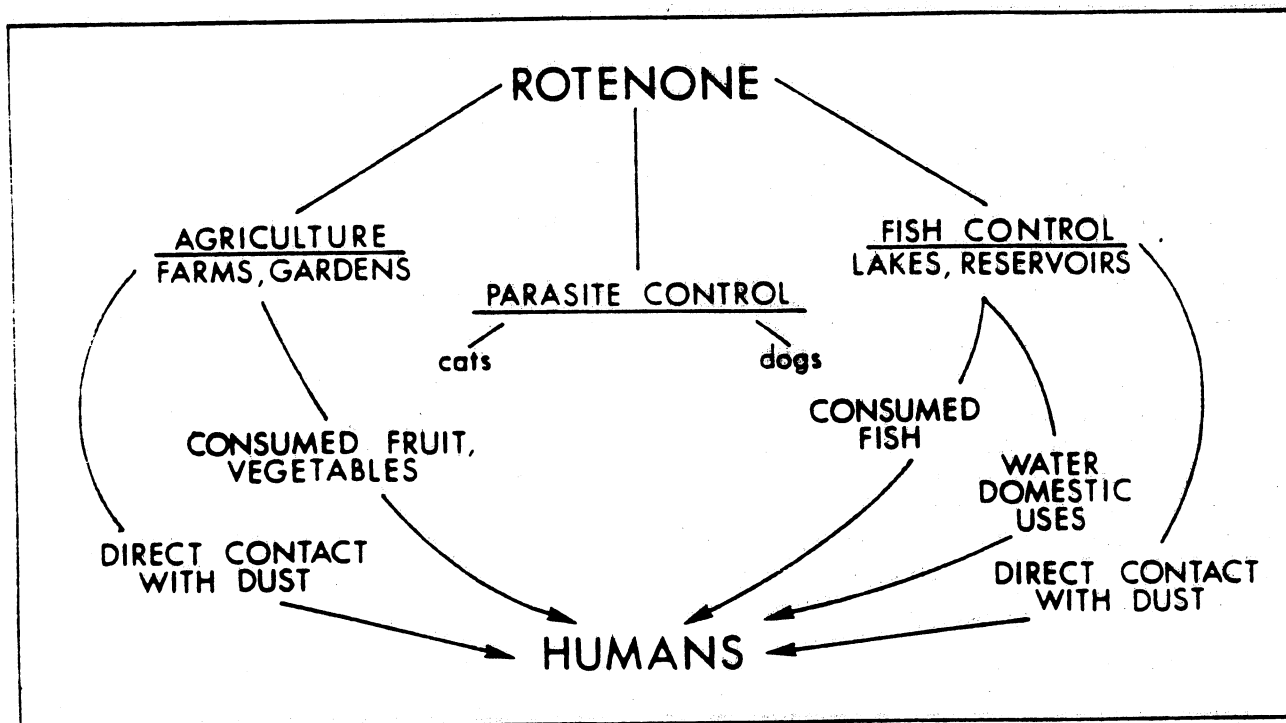 ROTENONE
AGRICULTURE
FARMS, GARDENS
PARASITE CONTROL
cats
dogs
FISH CONTROL
LAKES, RESERVOIRS
CONSUMED FRUIT,
VEGETABLES
CONSUMED
FISH
WATER
DOMESTIC
USES
DIRECT CONTACT
WITH DUST
DIRECT CONTACT
WITH DUST
HUMANS